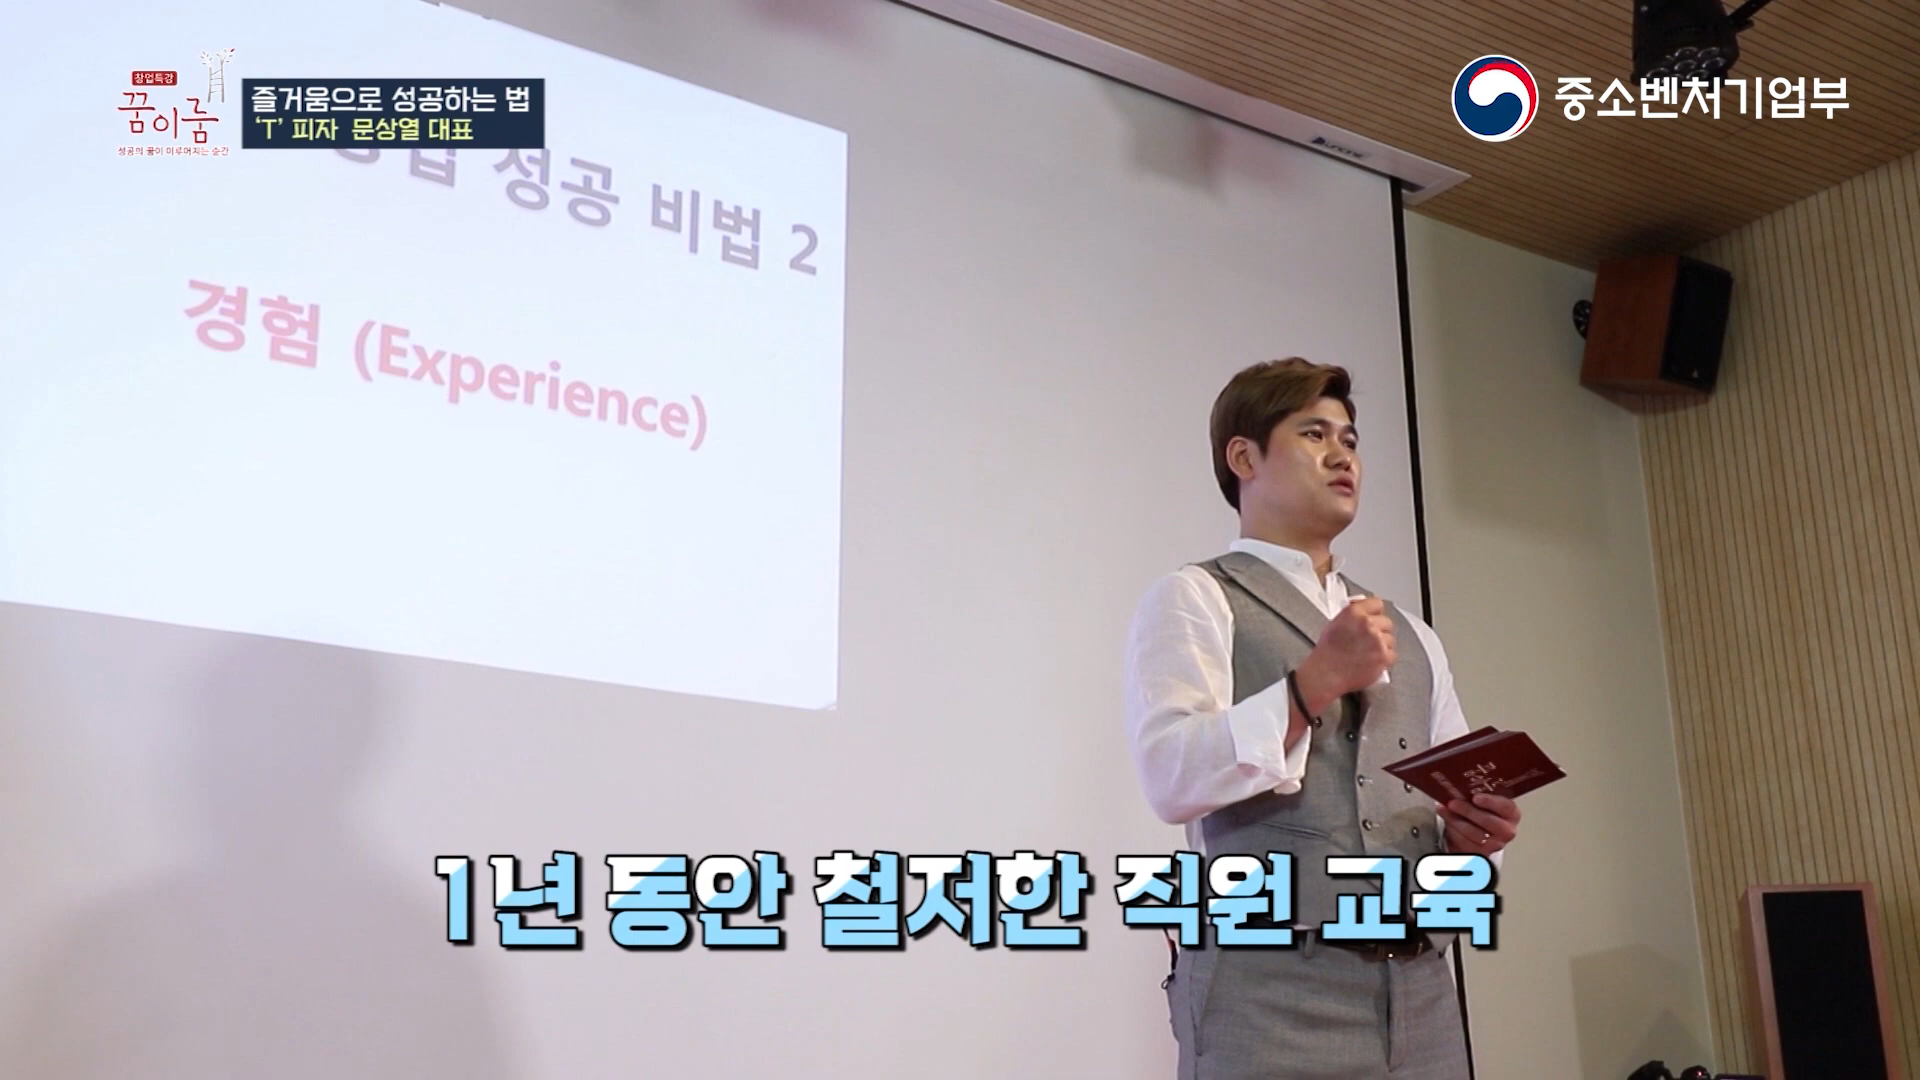 창업특강
꿈이룸
성공의 꿈이 이루어지는 순간
즐거움으로 성공하는 법
‘T’ 피자 문상열 대표
중소벤처기업부
성공 비법 2
경험 (Experience)
1년 동안 철저한 직원 교육